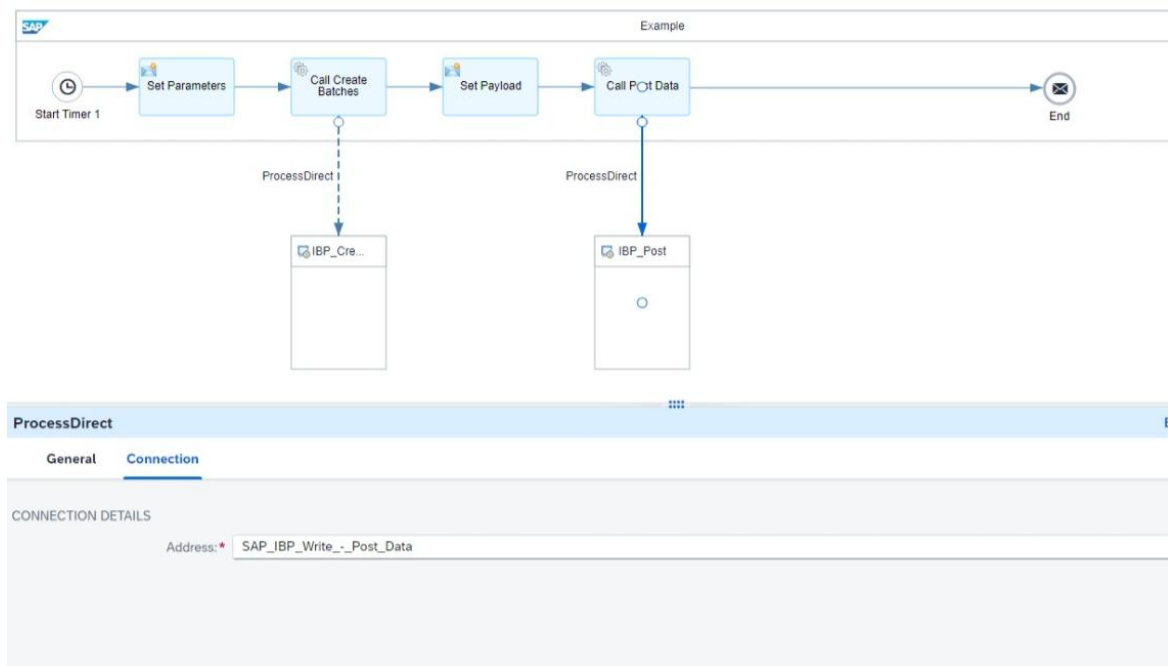 SAP
Example
Start Timer 1
Set Parameters
Call Create
Batches
Set Payload
Call Post Data
End
ProcessDirect
ProcessDirect
IBP_Cre...
IBP_Post
ProcessDirect
General
Connection
CONNECTION DETAILS
Address:*
SAP_IBP_Write_-_Post_Data